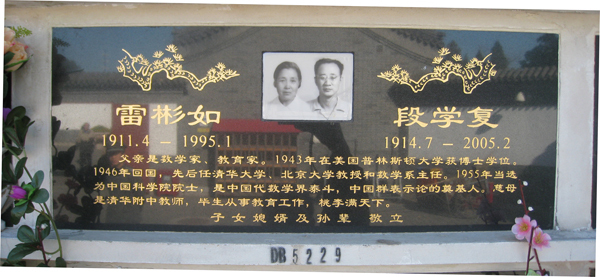 雷彬如 段学复
1911.4 — 1995.1 1914.7 — 2005.2
父亲是数学家、教育家。1943年在美国普林斯顿大学获博士学位。
1946年回国，先后任清华大学、北京大学教授和数学系主任。1955年当选
为中国科学院院士，是中国代数学界泰斗，中国群表示论的奠基人。慈母
是清华附中教师，毕生从事教育工作，桃李满天下。
子女媳婿及孙辈 敬立
DB5229